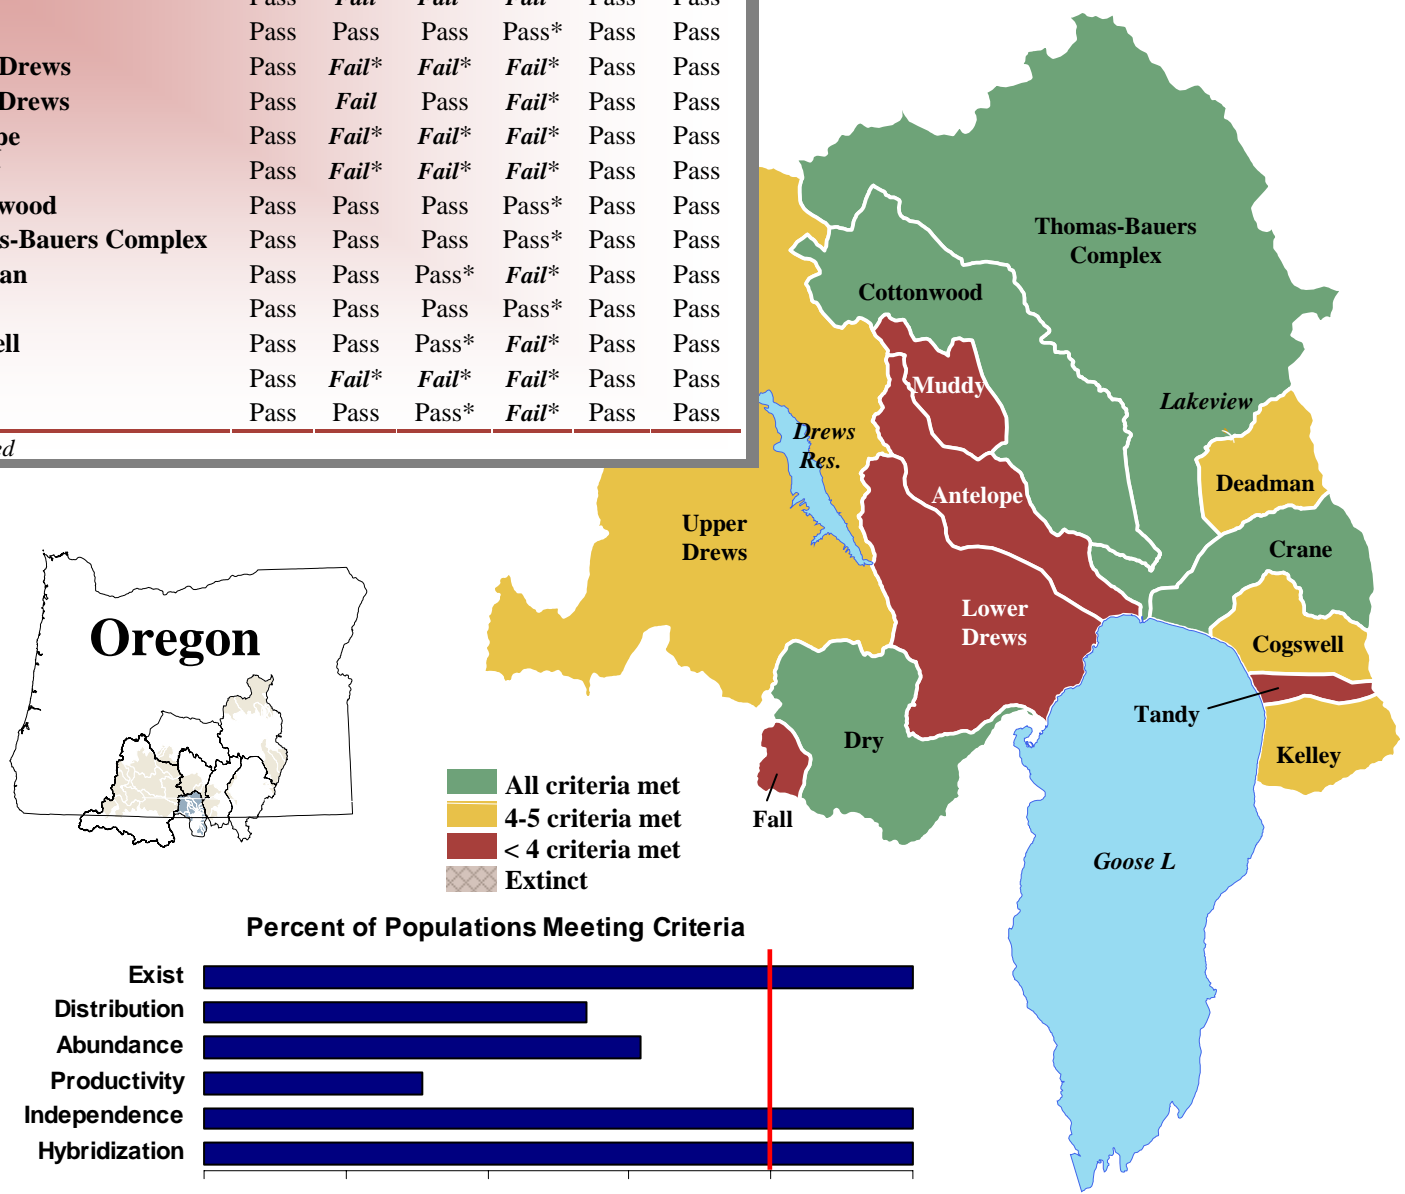 Pass Fail Fail Fail Pass Pass
Pass Pass Pass Pass* Pass Pass
Drews Pass Fail* Fail* Fail* Pass Pass
Drews Pass Fail Pass Fail* Pass Pass
pe Pass Fail* Fail* Fail* Pass Pass
Pass Fail* Fail* Fail* Pass Pass
wood Pass Pass Pass Pass* Pass Pass
s-Bauers Complex Pass Pass Pass Pass* Pass Pass
an Pass Pass Pass* Fail* Pass Pass
Pass Pass Pass Pass* Pass Pass
ell Pass Pass Pass* Fail* Pass Pass
Pass Fail* Fail* Fail* Pass Pass
Pass Pass Pass* Fail* Pass Pass
ed
Thomas-Bauers
Complex
Cottonwood
Muddy
Lakeview
Drews
Res.
Deadman
Antelope
Upper
Drews
Crane
Lower
Drews
Cogswell
Tandy
Dry
Kelley
Fall
Goose L
Oregon
All criteria met
4-5 criteria met
< 4 criteria met
Extinct
Percent of Populations Meeting Criteria
Exist
Distribution
Abundance
Productivity
Independence
Hybridization